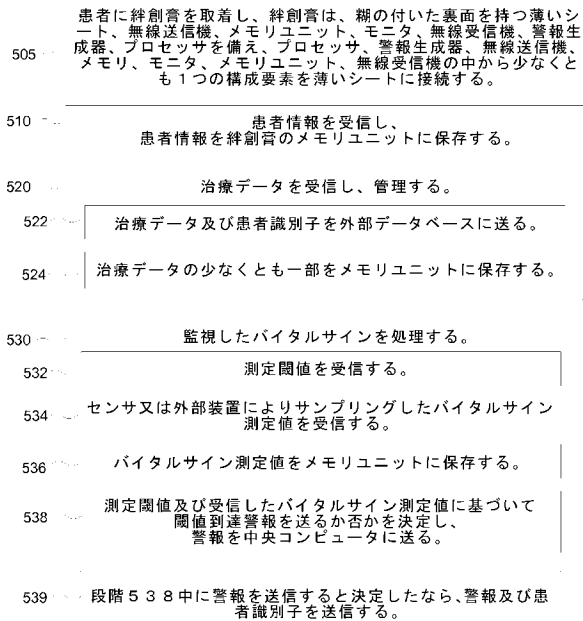 505
患者に絆創膏を取着し、絆創膏は、糊の付いた裏面を持つ薄いシ
ート、無線送信機、メモリユニット、モニタ、無線受信機、警報生
成器、プロセッサを備え、プロセッサ、警報生成器、無線送信機、
メモリ、モニタ、メモリユニット、無線受信機の中から少なくと
も１つの構成要素を薄いシートに接続する。
510
患者情報を受信し、
患者情報を絆創膏のメモリユニットに保存する。
520
治療データを受信し、管理する。
522
治療データ及び患者識別子を外部データベースに送る。
524
治療データの少なくとも一部をメモリユニットに保存する。
530
監視したバイタルサインを処理する。
532
測定閾値を受信する。
534
センサ又は外部装置によりサンプリングしたバイタルサイン
測定値を受信する。
536
バイタルサイン測定値をメモリユニットに保存する。
538
測定閾値及び受信したバイタルサイン測定値に基づいて
閾値到達警報を送るか否かを決定し、
警報を中央コンピュータに送る。
539
段階５３８中に警報を送信すると決定したなら、警報及び患
者識別子を送信する。